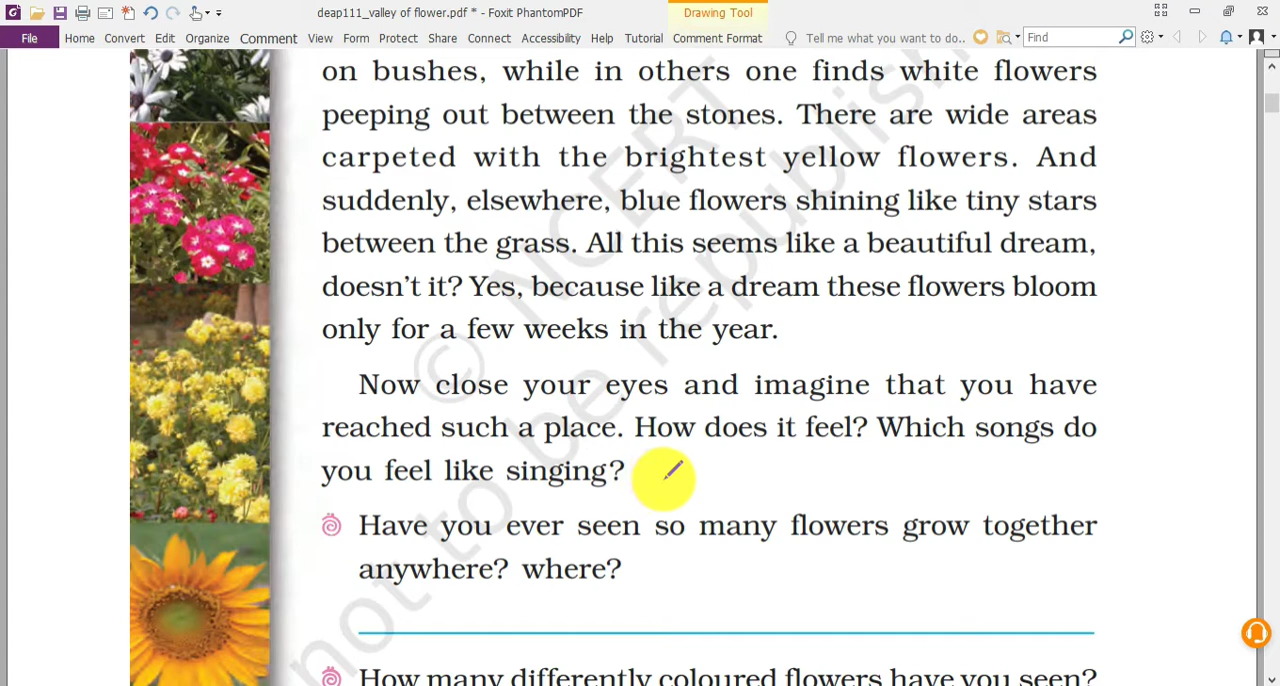 deap111_valley of flower.pdf * - Foxit PhantomPDF
Drawing Tool
File Home Convert Edit Organize Comment View Form Protect Share Connect Accessibility Help Tutorial Comment Format Tell me what you want to do.. Find
on bushes, while in others one finds white flowers
peeping out between the stones. There are wide areas
carpeted with the brightest yellow flowers. And
suddenly, elsewhere, blue flowers shining like tiny stars
between the grass. All this seems like a beautiful dream,
doesn't it? Yes, because like a dream these flowers bloom
only for a few weeks in the year.
Now close your eyes and imagine that you have
reached such a place. How does it feel? Which songs do
you feel like singing?
Have you ever seen so many flowers grow together
anywhere? where?
How many differently coloured flowers have you seen?
© NCERT
not to be republish